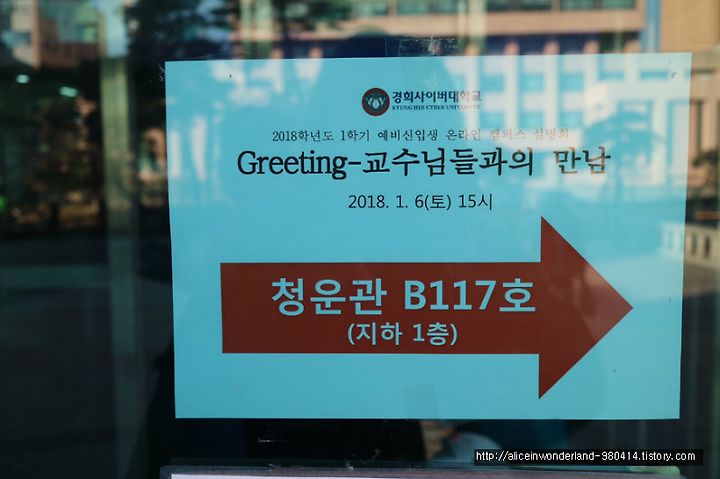 경희사이버대학교
KYUNG HEE CYBER UNIVERSITY
2018학년도 1학기 예비신입생 온라인 캠퍼스 설명회
Greeting-교수님들과의 만남
2018. 1. 6(토) 15시
청운관 B117호
(지하 1층)
http://aliceinwonderland-980414.tistory.com